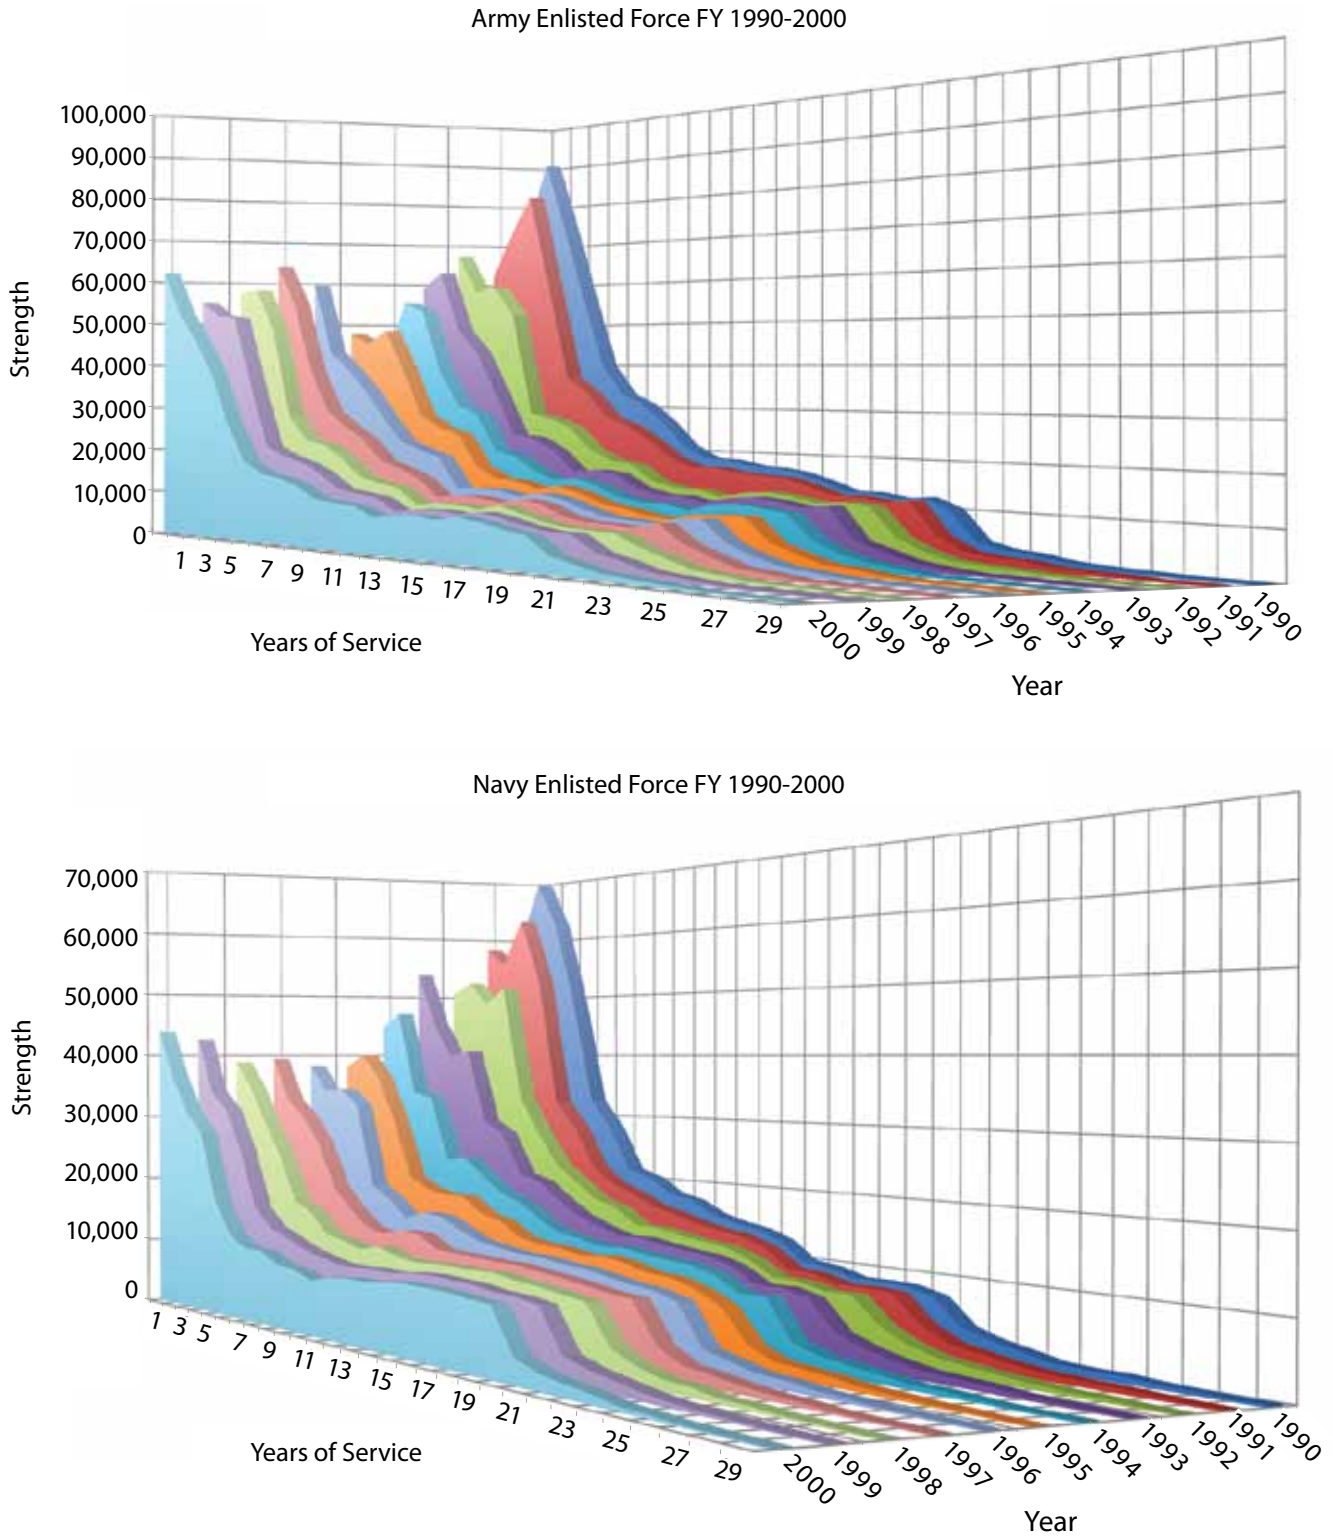 Army Enlisted Force FY 1990-2000
100,000
90,000
80,000
70,000
60,000
50,000
40,000
30,000
20,000
10,000
0
Strength
1 3 5 7 9 11 13 15 17 19 21 23 25 27 29
Years of Service
2000 1999 1998 1997 1996 1995 1994 1993 1992 1991 1990
Year
Navy Enlisted Force FY 1990-2000
70,000
60,000
50,000
40,000
30,000
20,000
10,000
0
Strength
1 3 5 7 9 11 13 15 17 19 21 23 25 27 29
Years of Service
2000 1999 1998 1997 1996 1995 1994 1993 1992 1991 1990
Year